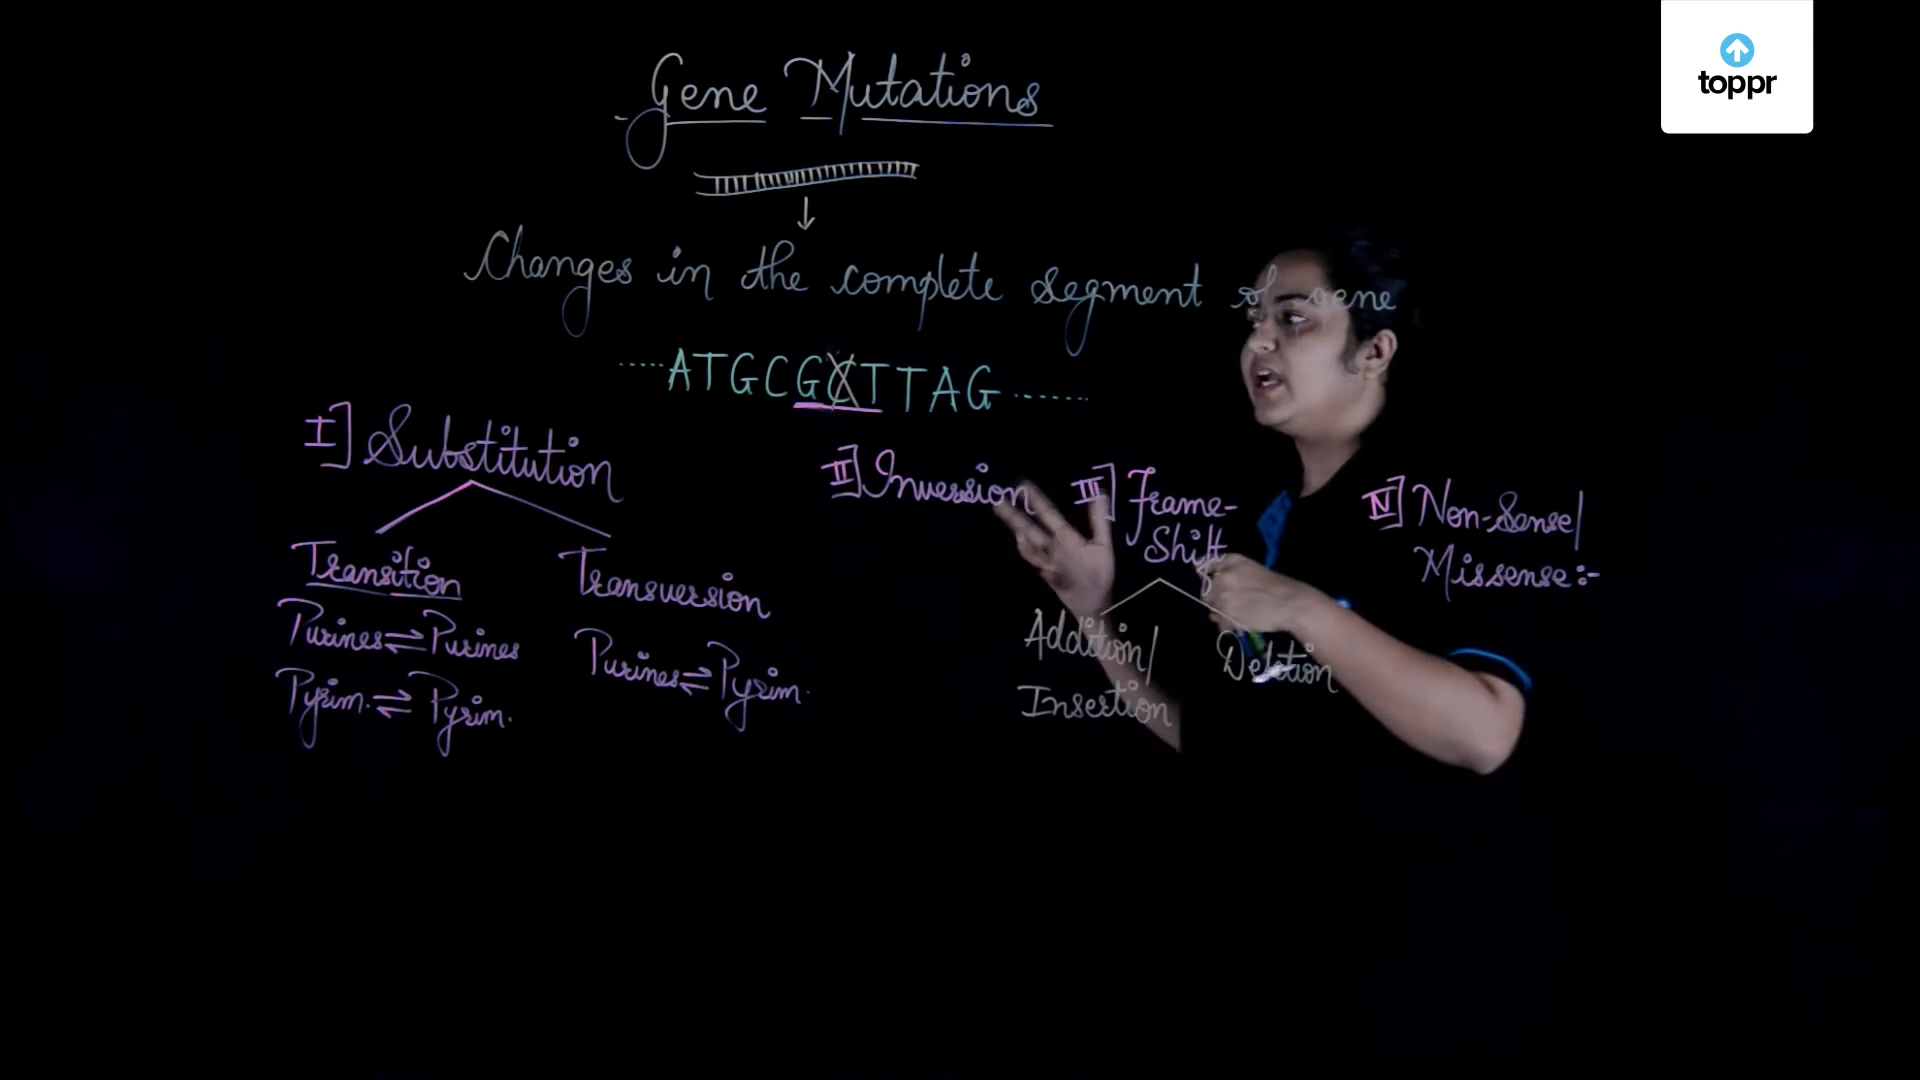 toppr
Gene Mutations
Changes in the complete segment of gene
.....ATGCGCTTTAG......
I] Substitution
II] Inversion
III] Frame-
Shift
IV] Non-Sense/
Missense:-
Transition
Purines ⇌ Purines
Pyrim. ⇌ Pyrim.
Transversion
Purines ⇌ Pyrim.
Addition/
Insertion
Deletion